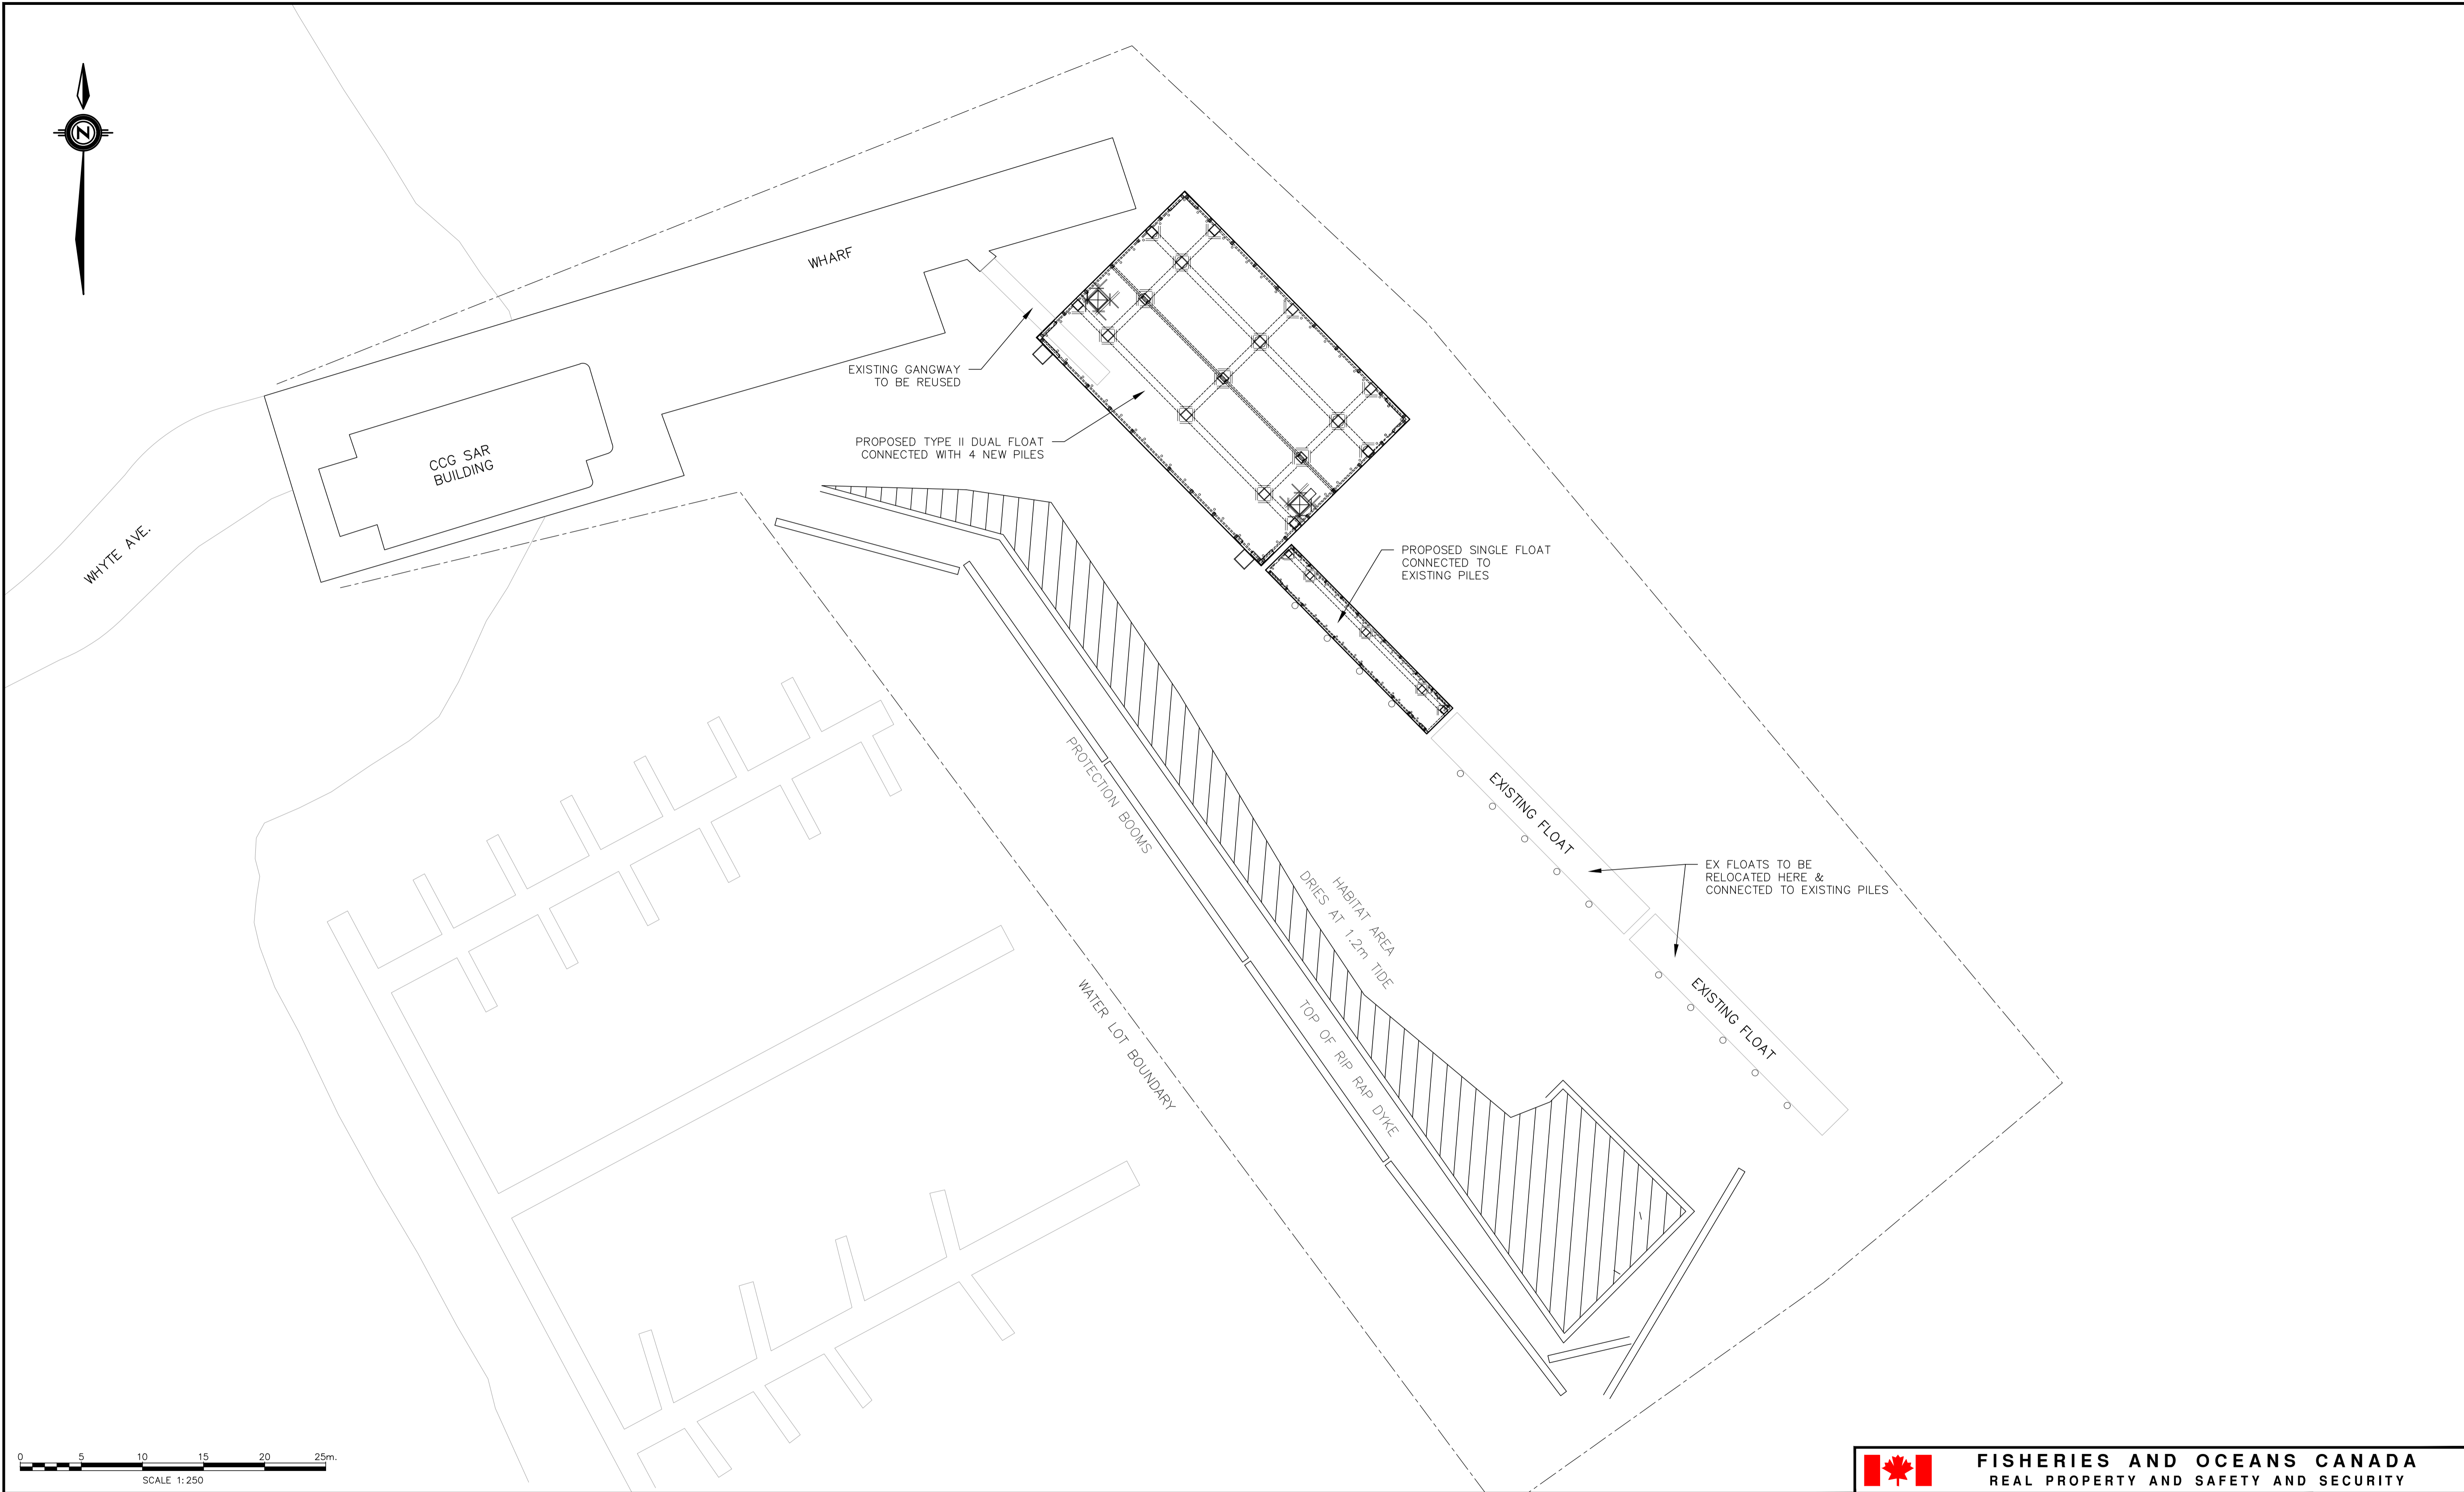 N
WHARF
EXISTING GANGWAY
TO BE REUSED
PROPOSED TYPE II DUAL FLOAT
CONNECTED WITH 4 NEW PILES
CCG SAR
BUILDING
WHYTE AVE.
PROPOSED SINGLE FLOAT
CONNECTED TO
EXISTING PILES
PROTECTION BOOMS
EXISTING FLOAT
EX FLOATS TO BE
RELOCATED HERE &
CONNECTED TO EXISTING PILES
HABITAT AREA
DRIES AT 1.2m TIDE
EXISTING FLOAT
WATER LOT BOUNDARY
TOP OF RIP RAP DYKE
0 5 10 15 20 25m.
SCALE 1:250
FISHERIES AND OCEANS CANADA
REAL PROPERTY AND SAFETY AND SECURITY